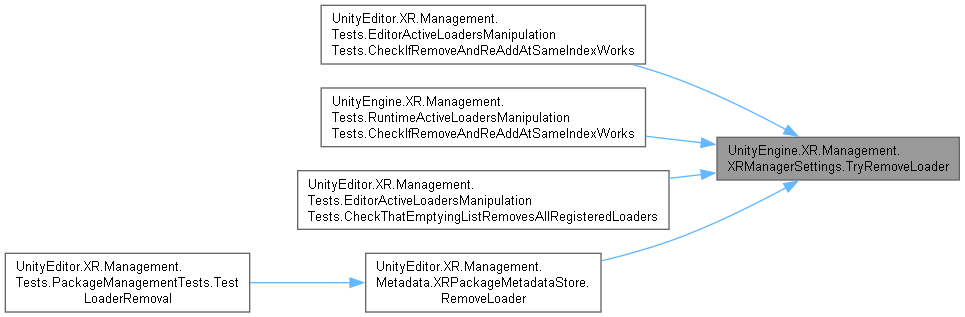 UnityEditor.XR.Management.
Tests.EditorActiveLoadersManipulation
Tests.CheckIfRemoveAndReAddAtSameIndexWorks
UnityEngine.XR.Management.
Tests.RuntimeActiveLoadersManipulation
Tests.CheckIfRemoveAndReAddAtSameIndexWorks
UnityEngine.XR.Management.
XRManagerSettings.TryRemoveLoader
UnityEditor.XR.Management.
Tests.EditorActiveLoadersManipulation
Tests.CheckThatEmptyingListRemovesAllRegisteredLoaders
UnityEditor.XR.Management.
Tests.PackageManagementTests.Test
LoaderRemoval
UnityEditor.XR.Management.
Metadata.XRPackageMetadataStore.
RemoveLoader